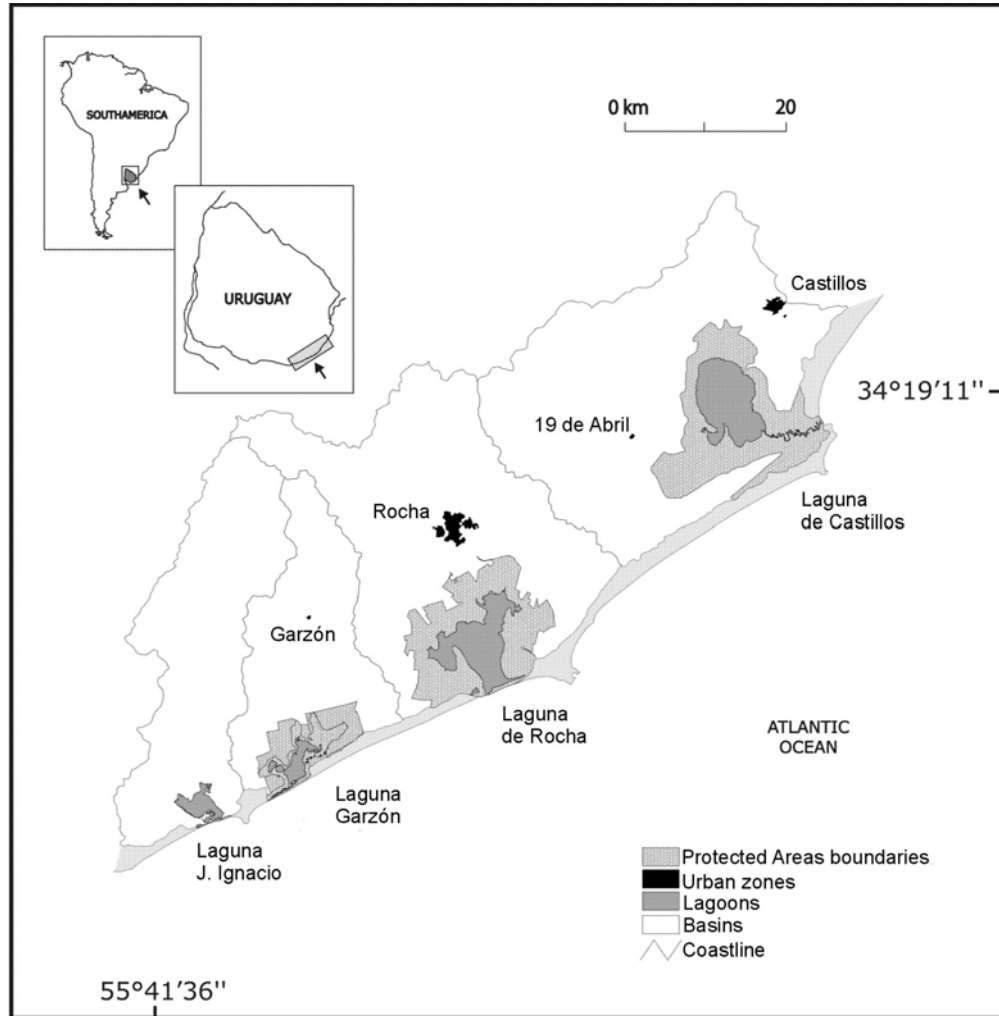 SOUTHAMERICA
0 km 20
URUGUAY
Castillos
34°19'11''
19 de Abril
Laguna
de Castillos
Rocha
Garzón
Laguna
de Rocha
ATLANTIC
OCEAN
Laguna
Garzón
Laguna
J. Ignacio
Protected Areas boundaries
Urban zones
Lagoons
Basins
Coastline
55°41'36''